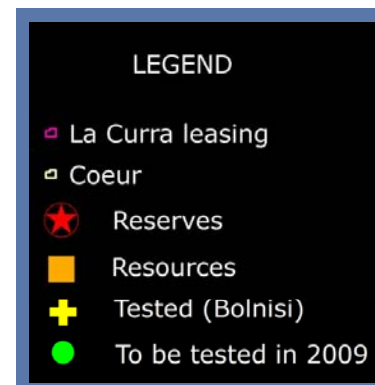 LEGEND
La Curra leasing
Coeur
Reserves
Resources
Tested (Bolnisi)
To be tested in 2009